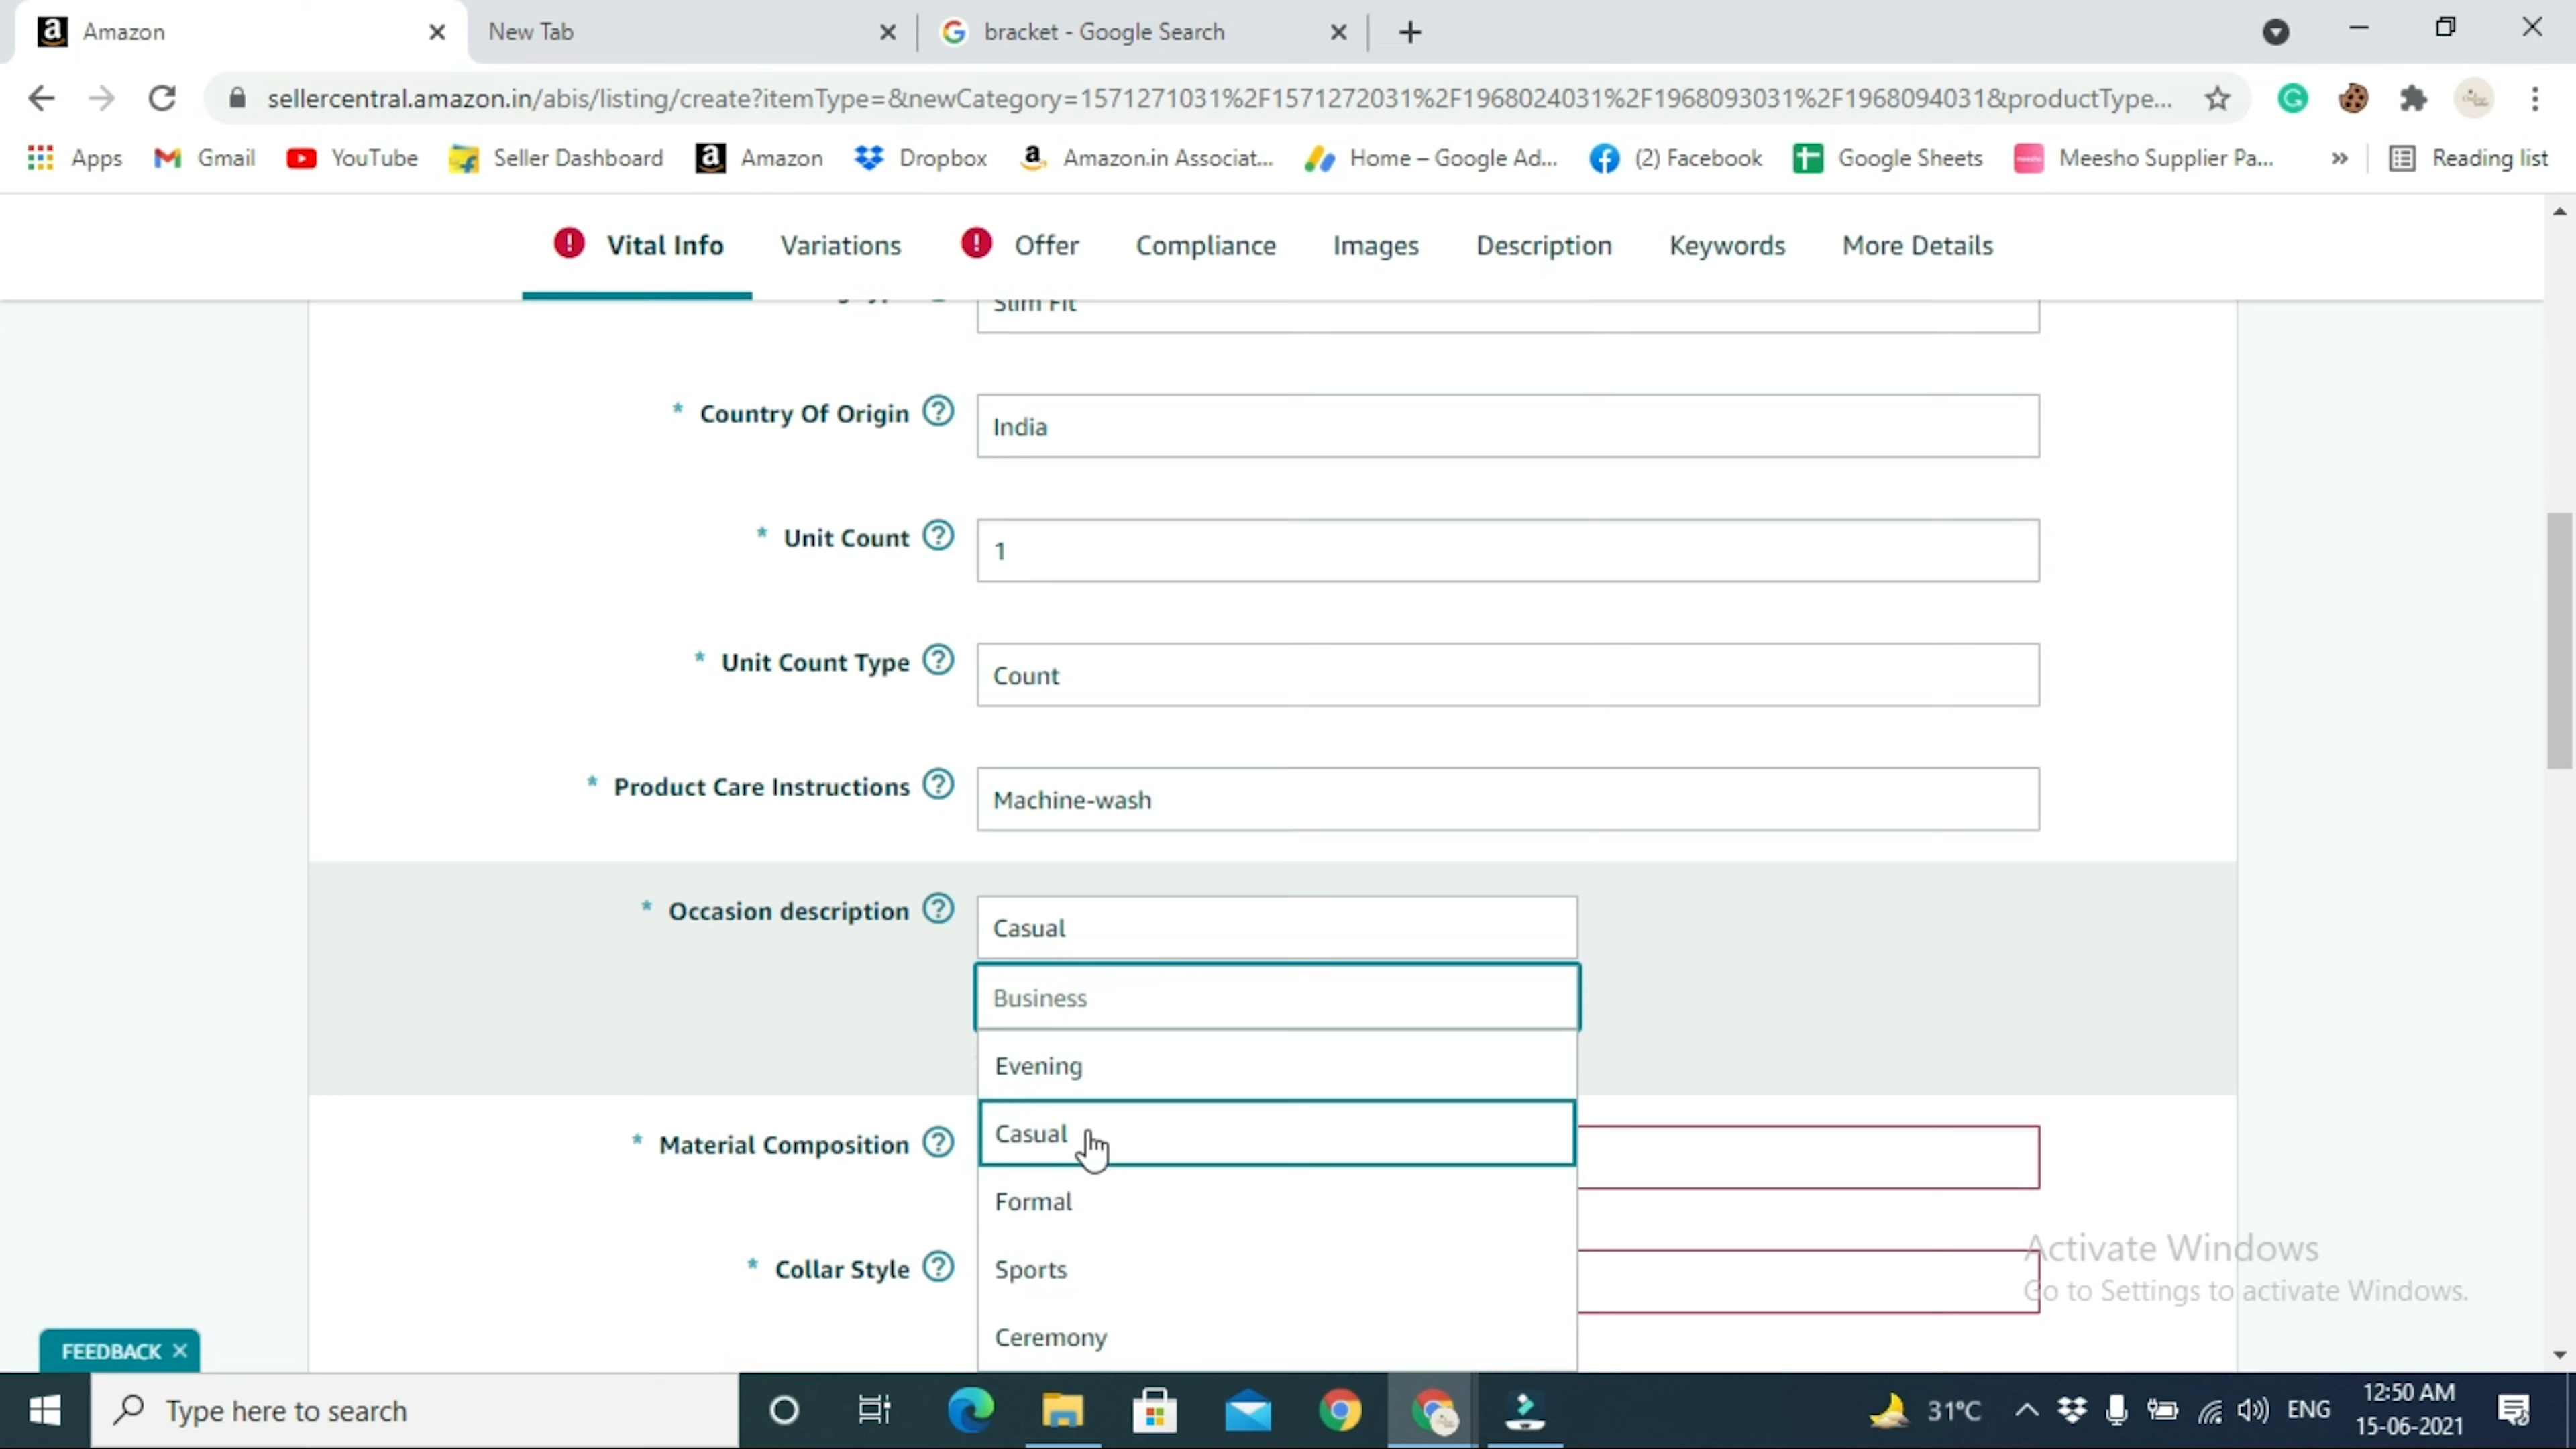 Amazon
New Tab
bracket - Google Search
sellercentral.amazon.in/abis/listing/create?itemType=&newCategory=1571271031%2F1571272031%2F1968024031%2F1968093031%2F1968094031&productType...
Apps
Gmail
YouTube
Seller Dashboard
Amazon
Dropbox
Amazon.in Associat...
Home – Google Ad...
(2) Facebook
Google Sheets
Meesho Supplier Pa...
»
Reading list
Vital Info
Variations
Offer
Compliance
Images
Description
Keywords
More Details
Slim Fit
* Country Of Origin
India
* Unit Count
1
* Unit Count Type
Count
* Product Care Instructions
Machine-wash
* Occasion description
Casual
Business
Evening
Casual
* Material Composition
Formal
Sports
* Collar Style
Ceremony
Activate Windows
Go to Settings to activate Windows.
FEEDBACK ×
Type here to search
31°C
ENG
12:50 AM
15-06-2021